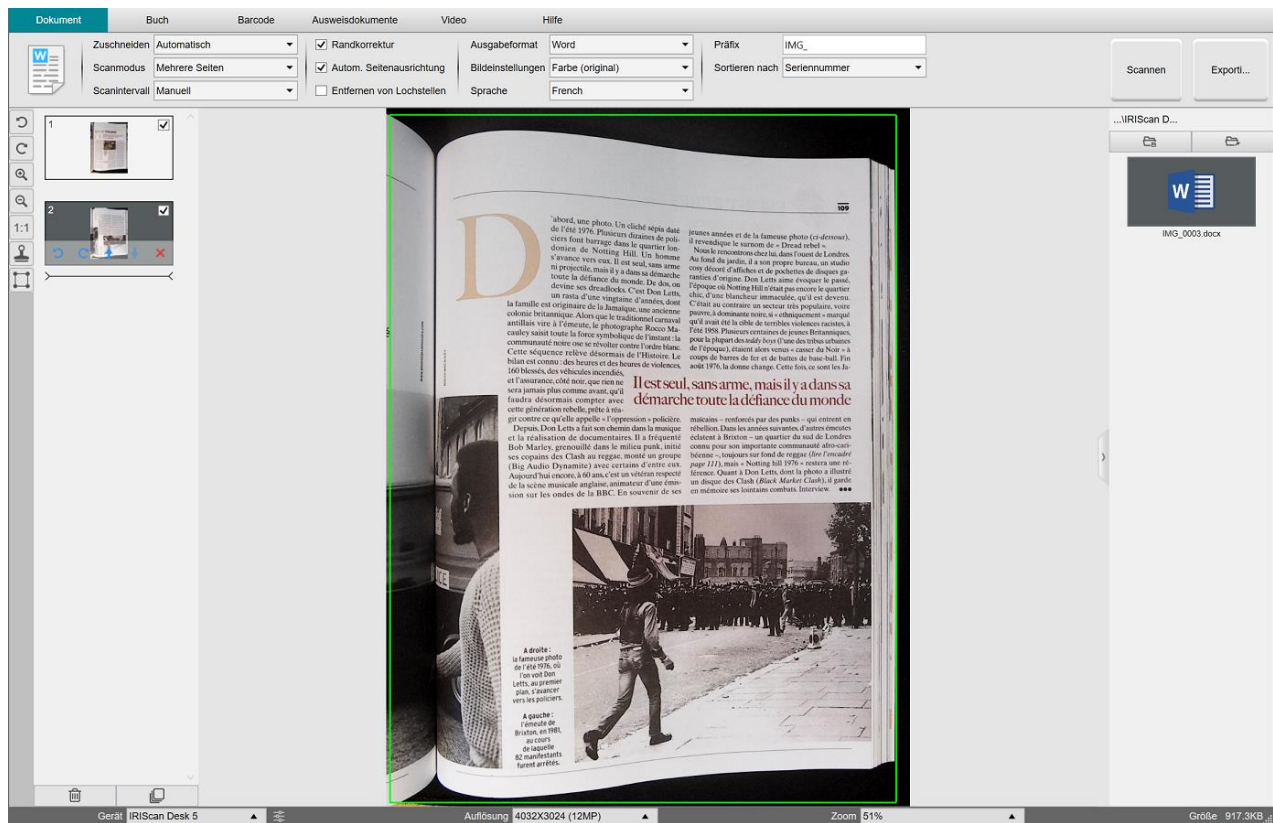 Dokument Buch Barcode Ausweisdokumente Video Hilfe
Zuschneiden Automatisch
Scanmodus Mehrere Seiten
Scanintervall Manuell
Randkorrektur
Autom. Seitenausrichtung
Entfernen von Lochstellen
Ausgabeformat Word
Bildeinstellungen Farbe (original)
Sprache French
Präfix IMG_
Sortieren nach Seriennummer
Scannen Exporti...
1
2
1:1
109
D
'abord, une photo. Un cliché sépia daté
de l'été 1976. Plusieurs dizaines de poli-
ciers font barrage dans le quartier lon-
donien de Notting Hill. Un homme
s'avance vers eux. Il est seul, sans arme
ni projectile, mais il y a dans sa démarche
toute la défiance du monde. De dos, on
devine ses dreadlocks. C'est Don Letts,
un rasta d'une vingtaine d'années, dont
la famille est originaire de la Jamaïque, une ancienne
colonie britannique. Alors que le traditionnel carnaval
antillais vire à l'émeute, le photographe Rocco Ma-
cauley saisit toute la force symbolique de l'instant : la
communauté noire ose se révolter contre l'ordre blanc.
Cette séquence relève désormais de l'Histoire. Le
bilan est connu : des heures et des heures de violences,
160 blessés, des véhicules incendiés,
et l'assurance, côté noir, que rien ne
sera jamais plus comme avant, qu'il
faudra désormais compter avec
cette génération rebelle, prête à réa-
gir contre ce qu'elle appelle « l'oppression » policière.
Depuis, Don Letts a fait son chemin dans la musique
et la réalisation de documentaires. Il a fréquenté
Bob Marley, grenouillé dans le milieu punk, initié
ses copains des Clash au reggae, monté un groupe
(Big Audio Dynamite) avec certains d'entre eux.
Aujourd'hui encore, à 60 ans, c'est un vétéran respecté
de la scène musicale anglaise, animateur d'une émis-
sion sur les ondes de la BBC. En souvenir de ses
jeunes années et de la fameuse photo (ci-dessour),
il revendique le surnom de « Dread rebel ».
Nous le rencontrons chez lui, dans l'ouest de Londres.
Au fond du jardin, il a son propre bureau, un studio
cosy décoré d'affiches et de pochettes de disques ga-
ranties d'origine. Don Letts aime évoquer le passé,
l'époque où Notting Hill n'était pas encore le quartier
chic, d'une blancheur immaculée, qu'il est devenu.
C'était au contraire un secteur très populaire, voire
pauvre, à dominante noire, si « ethniquement » marqué
qu'il avait été la cible de terribles violences racistes, à
l'été 1958. Plusieurs centaines de jeunes Britanniques,
pour la plupart des teddy boys (l'une des tribus urbaines
de l'époque), étaient alors venus « casser du Noir » à
coups de barres de fer et de battes de base-ball. Fin
août 1976, la donne change. Cette fois, ce sont les Ja-
Il est seul, sans arme, mais il y a dans sa
démarche toute la défiance du monde
maïcains – renforcés par des punks – qui entrent en
rébellion. Dans les années suivantes, d'autres émeutes
éclatent à Brixton – un quartier du sud de Londres
connu pour son importante communauté afro-cari-
béenne –, toujours sur fond de reggae (lire l'encadré
page 111), mais « Notting hill 1976 » restera une ré-
férence. Quant à Don Letts, dont la photo a illustré
un disque des Clash (Black Market Clash), il garde
en mémoire ses lointains combats. Interview. •••
A droite :
la fameuse photo
de l'été 1976, où
l'on voit Don
Letts, au premier
plan, s'avancer
vers les policiers.
A gauche :
l'émeute de
Brixton, en 1981,
au cours
de laquelle
82 manifestants
furent arrêtés.
...\IRIScan D...
W
IMG_0003.docx
Gerät IRIScan Desk 5
Auflösung 4032X3024 (12MP)
Zoom 51%
Größe 917.3KB